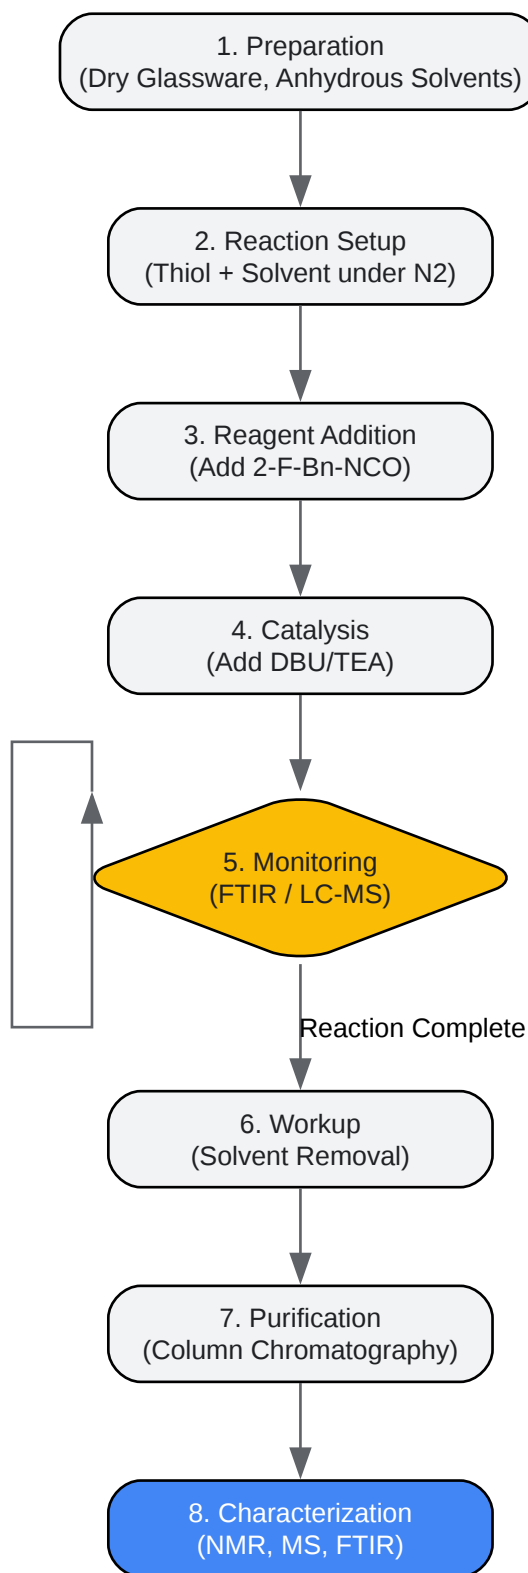 1. Preparation
(Dry Glassware, Anhydrous Solvents)
2. Reaction Setup
(Thiol + Solvent under N2)
3. Reagent Addition
(Add 2-F-Bn-NCO)
4. Catalysis
(Add DBU/TEA)
5. Monitoring
(FTIR / LC-MS)
Reaction Complete
6. Workup
(Solvent Removal)
7. Purification
(Column Chromatography)
8. Characterization
(NMR, MS, FTIR)